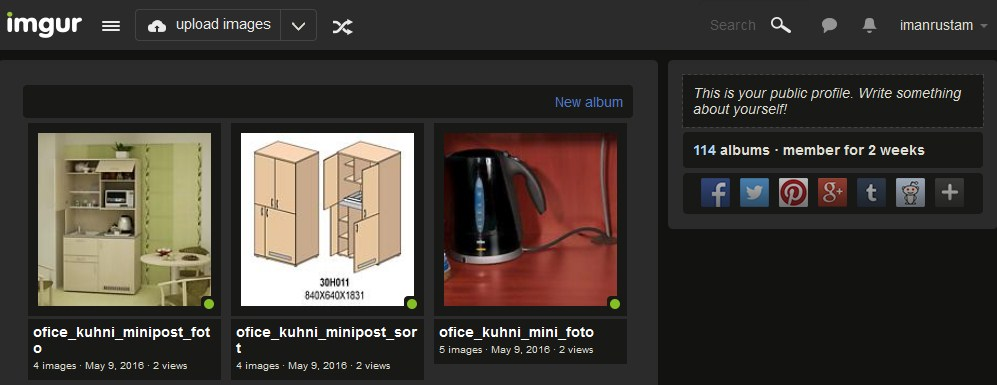 imgur
upload images
Search
imanrustam
New album
This is your public profile. Write something
about yourself!
114 albums · member for 2 weeks
30H011
840X640X1831
ofice_kuhni_minipost_fot
o
4 images · May 9, 2016 · 2 views
ofice_kuhni_minipost_sor
t
4 images · May 9, 2016 · 2 views
ofice_kuhni_mini_foto
5 images · May 9, 2016 · 2 views
f
g+
t